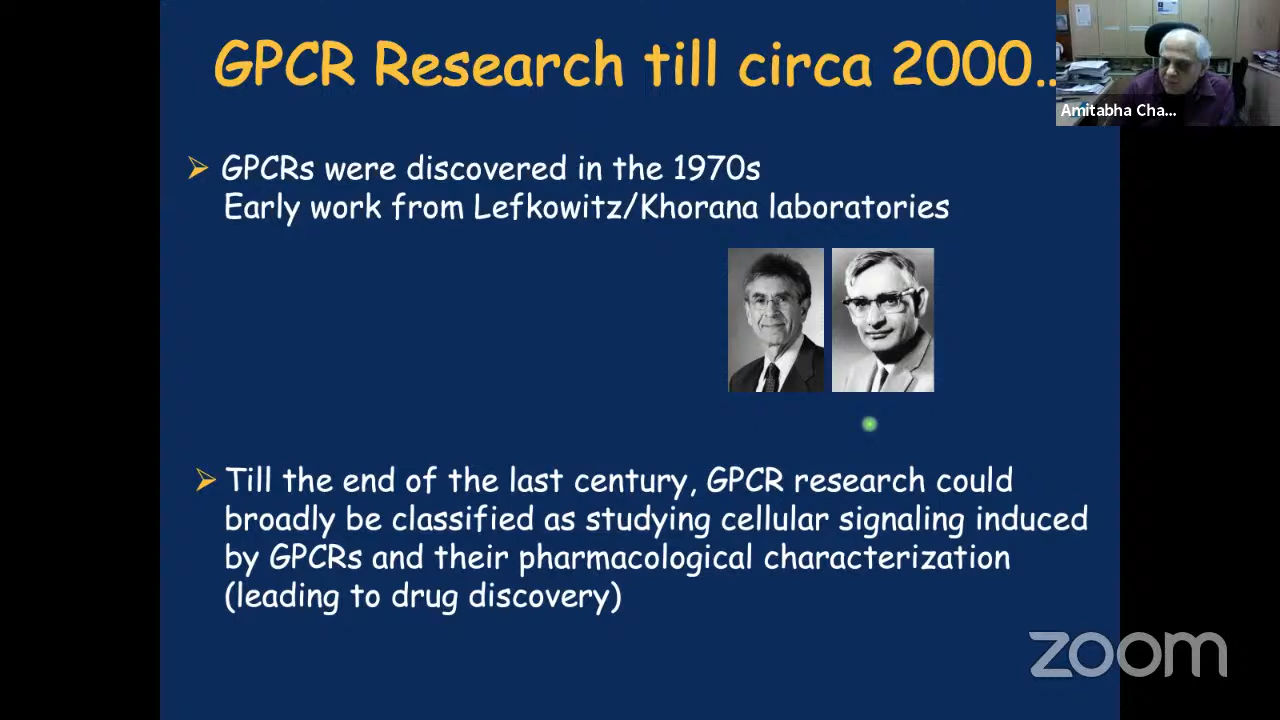 GPCR Research till circa 2000..
Amitabha Cha...
➢ GPCRs were discovered in the 1970s
Early work from Lefkowitz/Khorana laboratories
➢ Till the end of the last century, GPCR research could
broadly be classified as studying cellular signaling induced
by GPCRs and their pharmacological characterization
(leading to drug discovery)
zoom